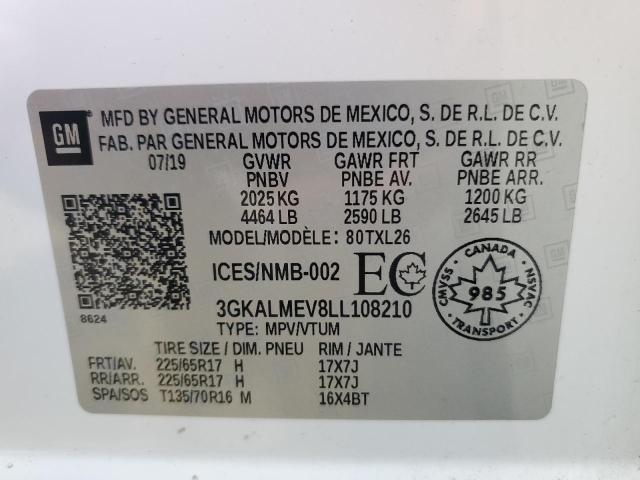 GM
MFD BY GENERAL MOTORS DE MEXICO, S. DE R.L. DE C.V.
FAB. PAR GENERAL MOTORS DE MEXICO, S. DE R.L. DE C.V.
07/19 GVWR GAWR FRT GAWR RR
PNBV PNBE AV. PNBE ARR.
2025 KG 1175 KG 1200 KG
4464 LB 2590 LB 2645 LB
MODEL/MODÈLE: 80TXL26
ICES/NMB-002 EC
CANADA
CMVSS 985 NSVAC
TRANSPORT
8624
3GKALMEV8LL108210
TYPE: MPV/VTUM
TIRE SIZE / DIM. PNEU RIM / JANTE
FRT/AV. 225/65R17 H 17X7J
RR/ARR. 225/65R17 H 17X7J
SPA/SOS T135/70R16 M 16X4BT